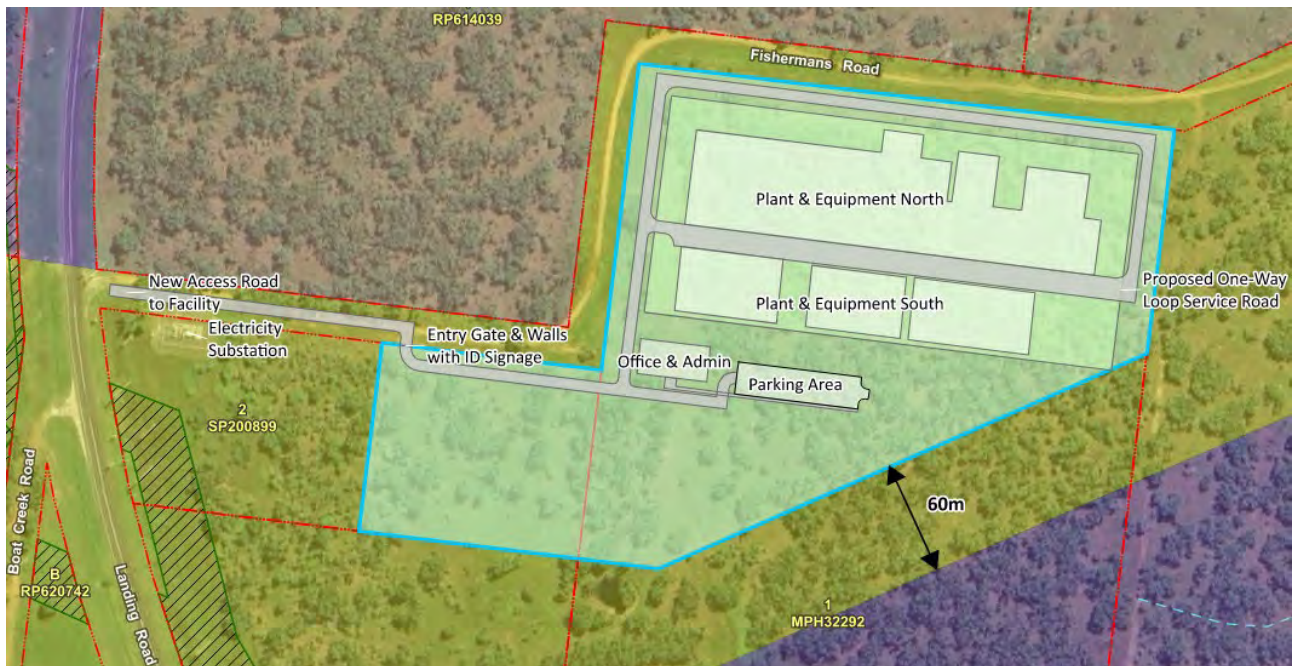 RP614039
Fishermans Road
Plant & Equipment North
New Access Road
to Facility
Proposed One-Way
Loop Service Road
Plant & Equipment South
Electricity
Substation
Entry Gate & Walls
with ID Signage
Office & Admin
Parking Area
2
SP200899
60m
Boat Creek Road
B
RP620742
Landing Road
1
MPH32292